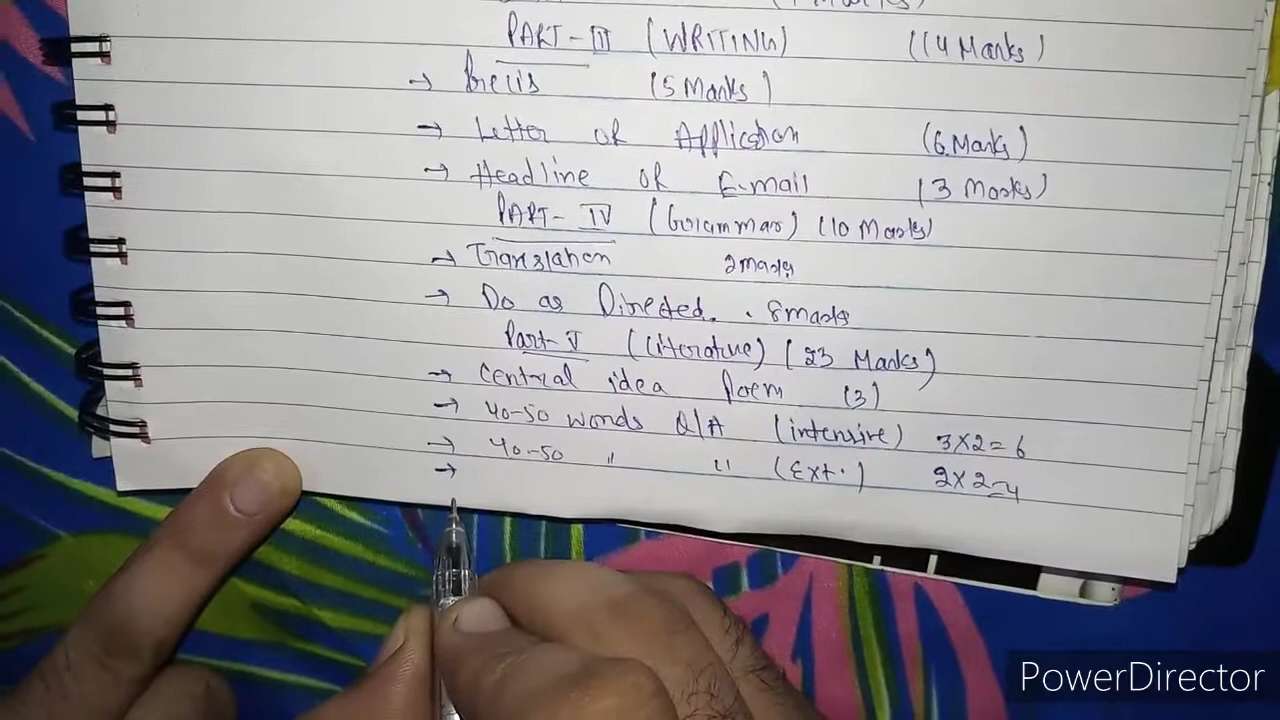 PART-III (WRITING) (14 Marks)
→ Precis (5 Marks)
→ Letter or Application (6 Marks)
→ Headline or E-mail (3 Marks)
PART-IV (Grammar) (10 Marks)
→ Translation 2 marks
→ Do as Directed. . 8 marks
Part-V (Literature) (23 Marks)
→ Central idea Poem (3)
→ 40-50 words Q/A (intensive) 3×2=6
→ 40-50 " " (Ext.) 2×2=4
→
PowerDirector